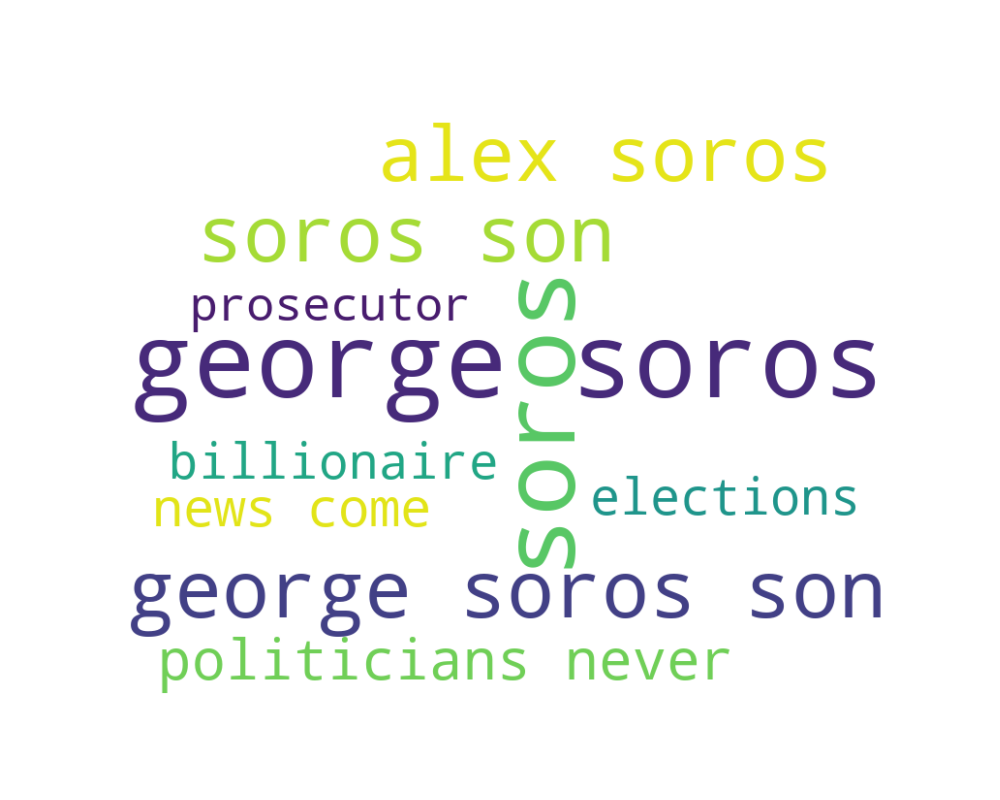 alex soros
soros son
prosecutor
george soros
soros
billionaire
elections
news come
george soros son
politicians never